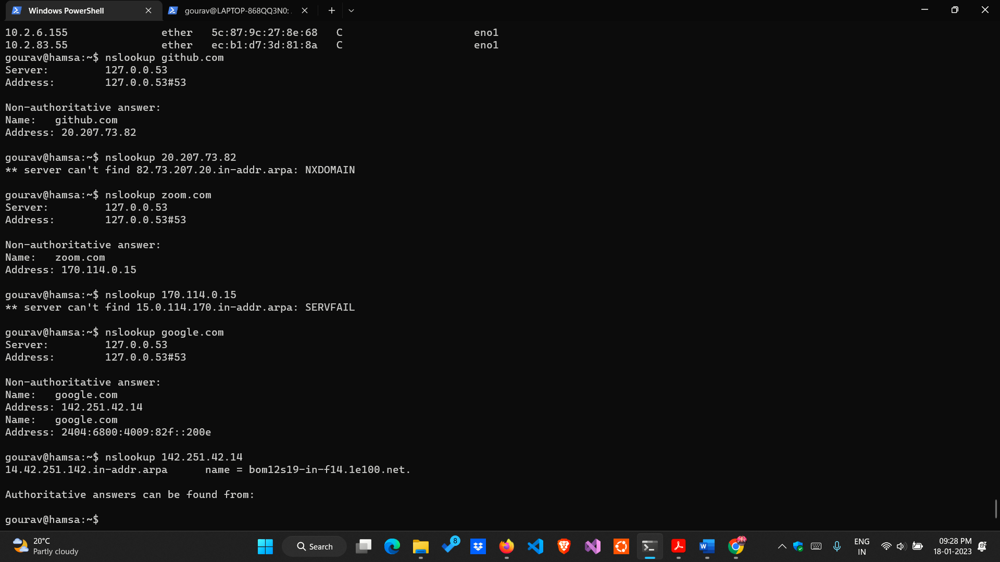 Windows PowerShell
gourav@LAPTOP-868QQ3N0:
10.2.6.155 ether 5c:87:9c:27:8e:68 C eno1
10.2.83.55 ether ec:b1:d7:3d:81:8a C eno1
gourav@hamsa:~$ nslookup github.com
Server: 127.0.0.53
Address: 127.0.0.53#53
Non-authoritative answer:
Name: github.com
Address: 20.207.73.82
gourav@hamsa:~$ nslookup 20.207.73.82
** server can't find 82.73.207.20.in-addr.arpa: NXDOMAIN
gourav@hamsa:~$ nslookup zoom.com
Server: 127.0.0.53
Address: 127.0.0.53#53
Non-authoritative answer:
Name: zoom.com
Address: 170.114.0.15
gourav@hamsa:~$ nslookup 170.114.0.15
** server can't find 15.0.114.170.in-addr.arpa: SERVFAIL
gourav@hamsa:~$ nslookup google.com
Server: 127.0.0.53
Address: 127.0.0.53#53
Non-authoritative answer:
Name: google.com
Address: 142.251.42.14
Name: google.com
Address: 2404:6800:4009:82f::200e
gourav@hamsa:~$ nslookup 142.251.42.14
14.42.251.142.in-addr.arpa name = bom12s19-in-f14.1e100.net.
Authoritative answers can be found from:
gourav@hamsa:~$
20°C
Partly cloudy
Search
8
ENG
IN
09:28 PM
18-01-2023